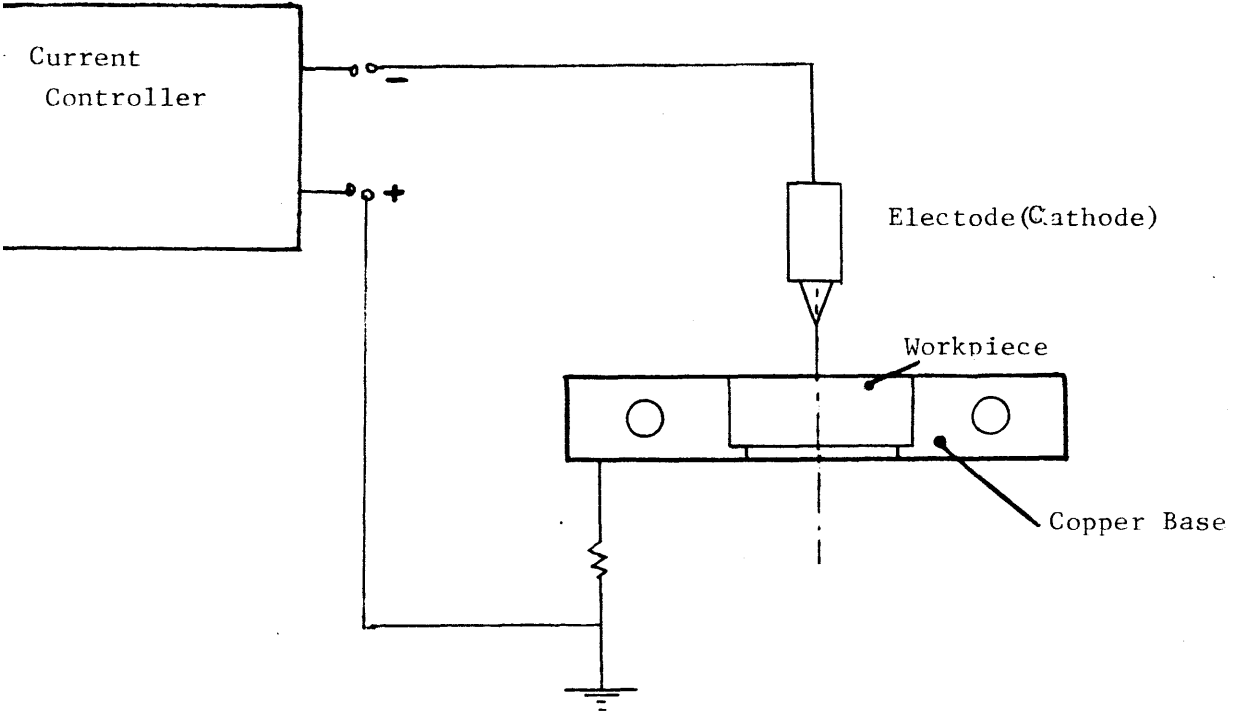 Current
Controller
-
+
Electode(Cathode)
Workpiece
Copper Base